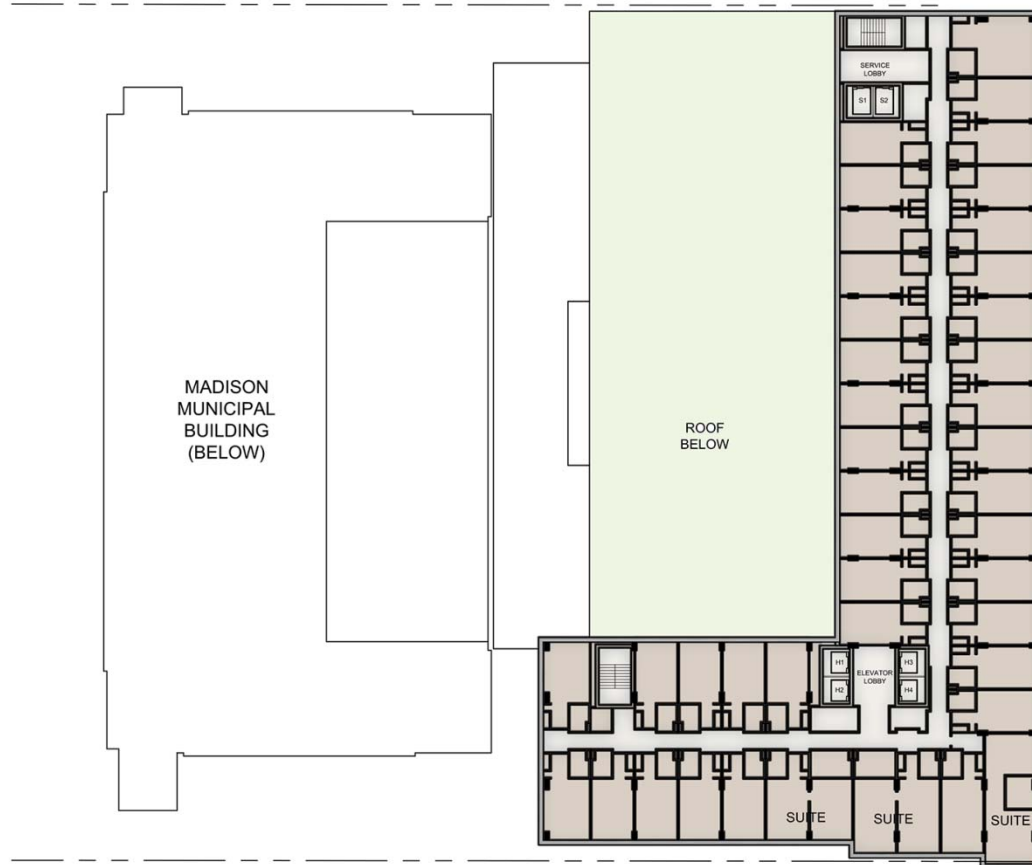 SERVICE
LOBBY
S1
S2
MADISON
MUNICIPAL
BUILDING
(BELOW)
ROOF
BELOW
H1
H2
ELEVATOR
LOBBY
H3
H4
SUITE
SUITE
SUITE